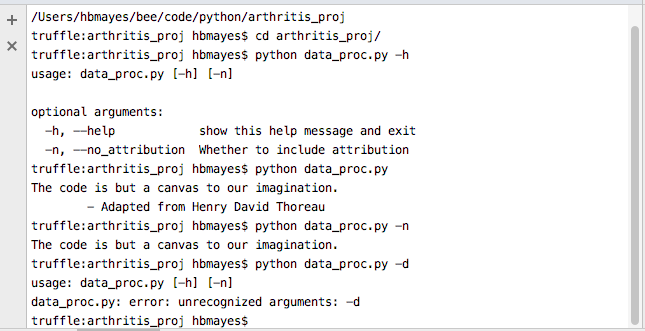 /Users/hbmayes/bee/code/python/arthritis_proj
truffle:arthritis_proj hbmayes$ cd arthritis_proj/
truffle:arthritis_proj hbmayes$ python data_proc.py -h
usage: data_proc.py [-h] [-n]

optional arguments:
  -h, --help            show this help message and exit
  -n, --no_attribution  Whether to include attribution
truffle:arthritis_proj hbmayes$ python data_proc.py
The code is but a canvas to our imagination.
        - Adapted from Henry David Thoreau
truffle:arthritis_proj hbmayes$ python data_proc.py -n
The code is but a canvas to our imagination.
truffle:arthritis_proj hbmayes$ python data_proc.py -d
usage: data_proc.py [-h] [-n]
data_proc.py: error: unrecognized arguments: -d
truffle:arthritis_proj hbmayes$